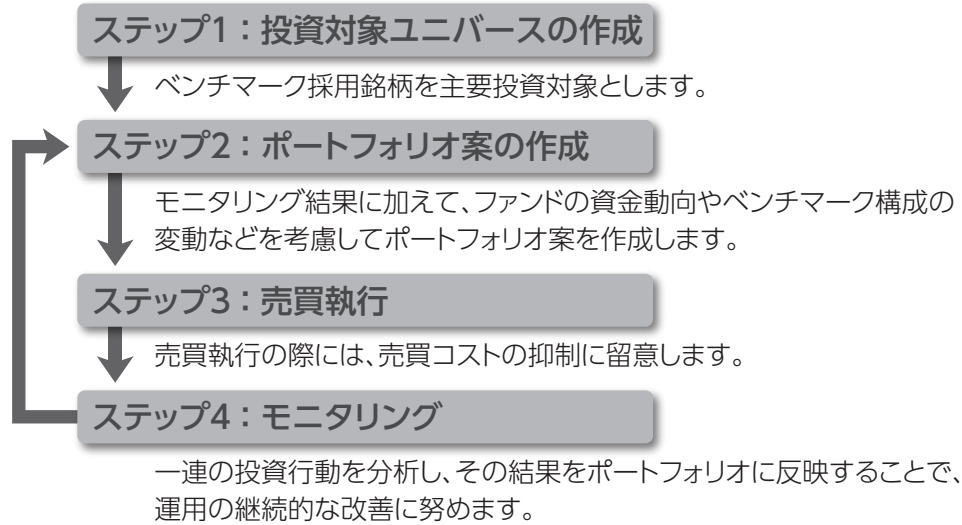 ステップ1：投資対象ユニバースの作成
ベンチマーク採用銘柄を主要投資対象とします。
ステップ2：ポートフォリオ案の作成
モニタリング結果に加えて、ファンドの資金動向やベンチマーク構成の
変動などを考慮してポートフォリオ案を作成します。
ステップ3：売買執行
売買執行の際には、売買コストの抑制に留意します。
ステップ4：モニタリング
一連の投資行動を分析し、その結果をポートフォリオに反映することで、
運用の継続的な改善に努めます。